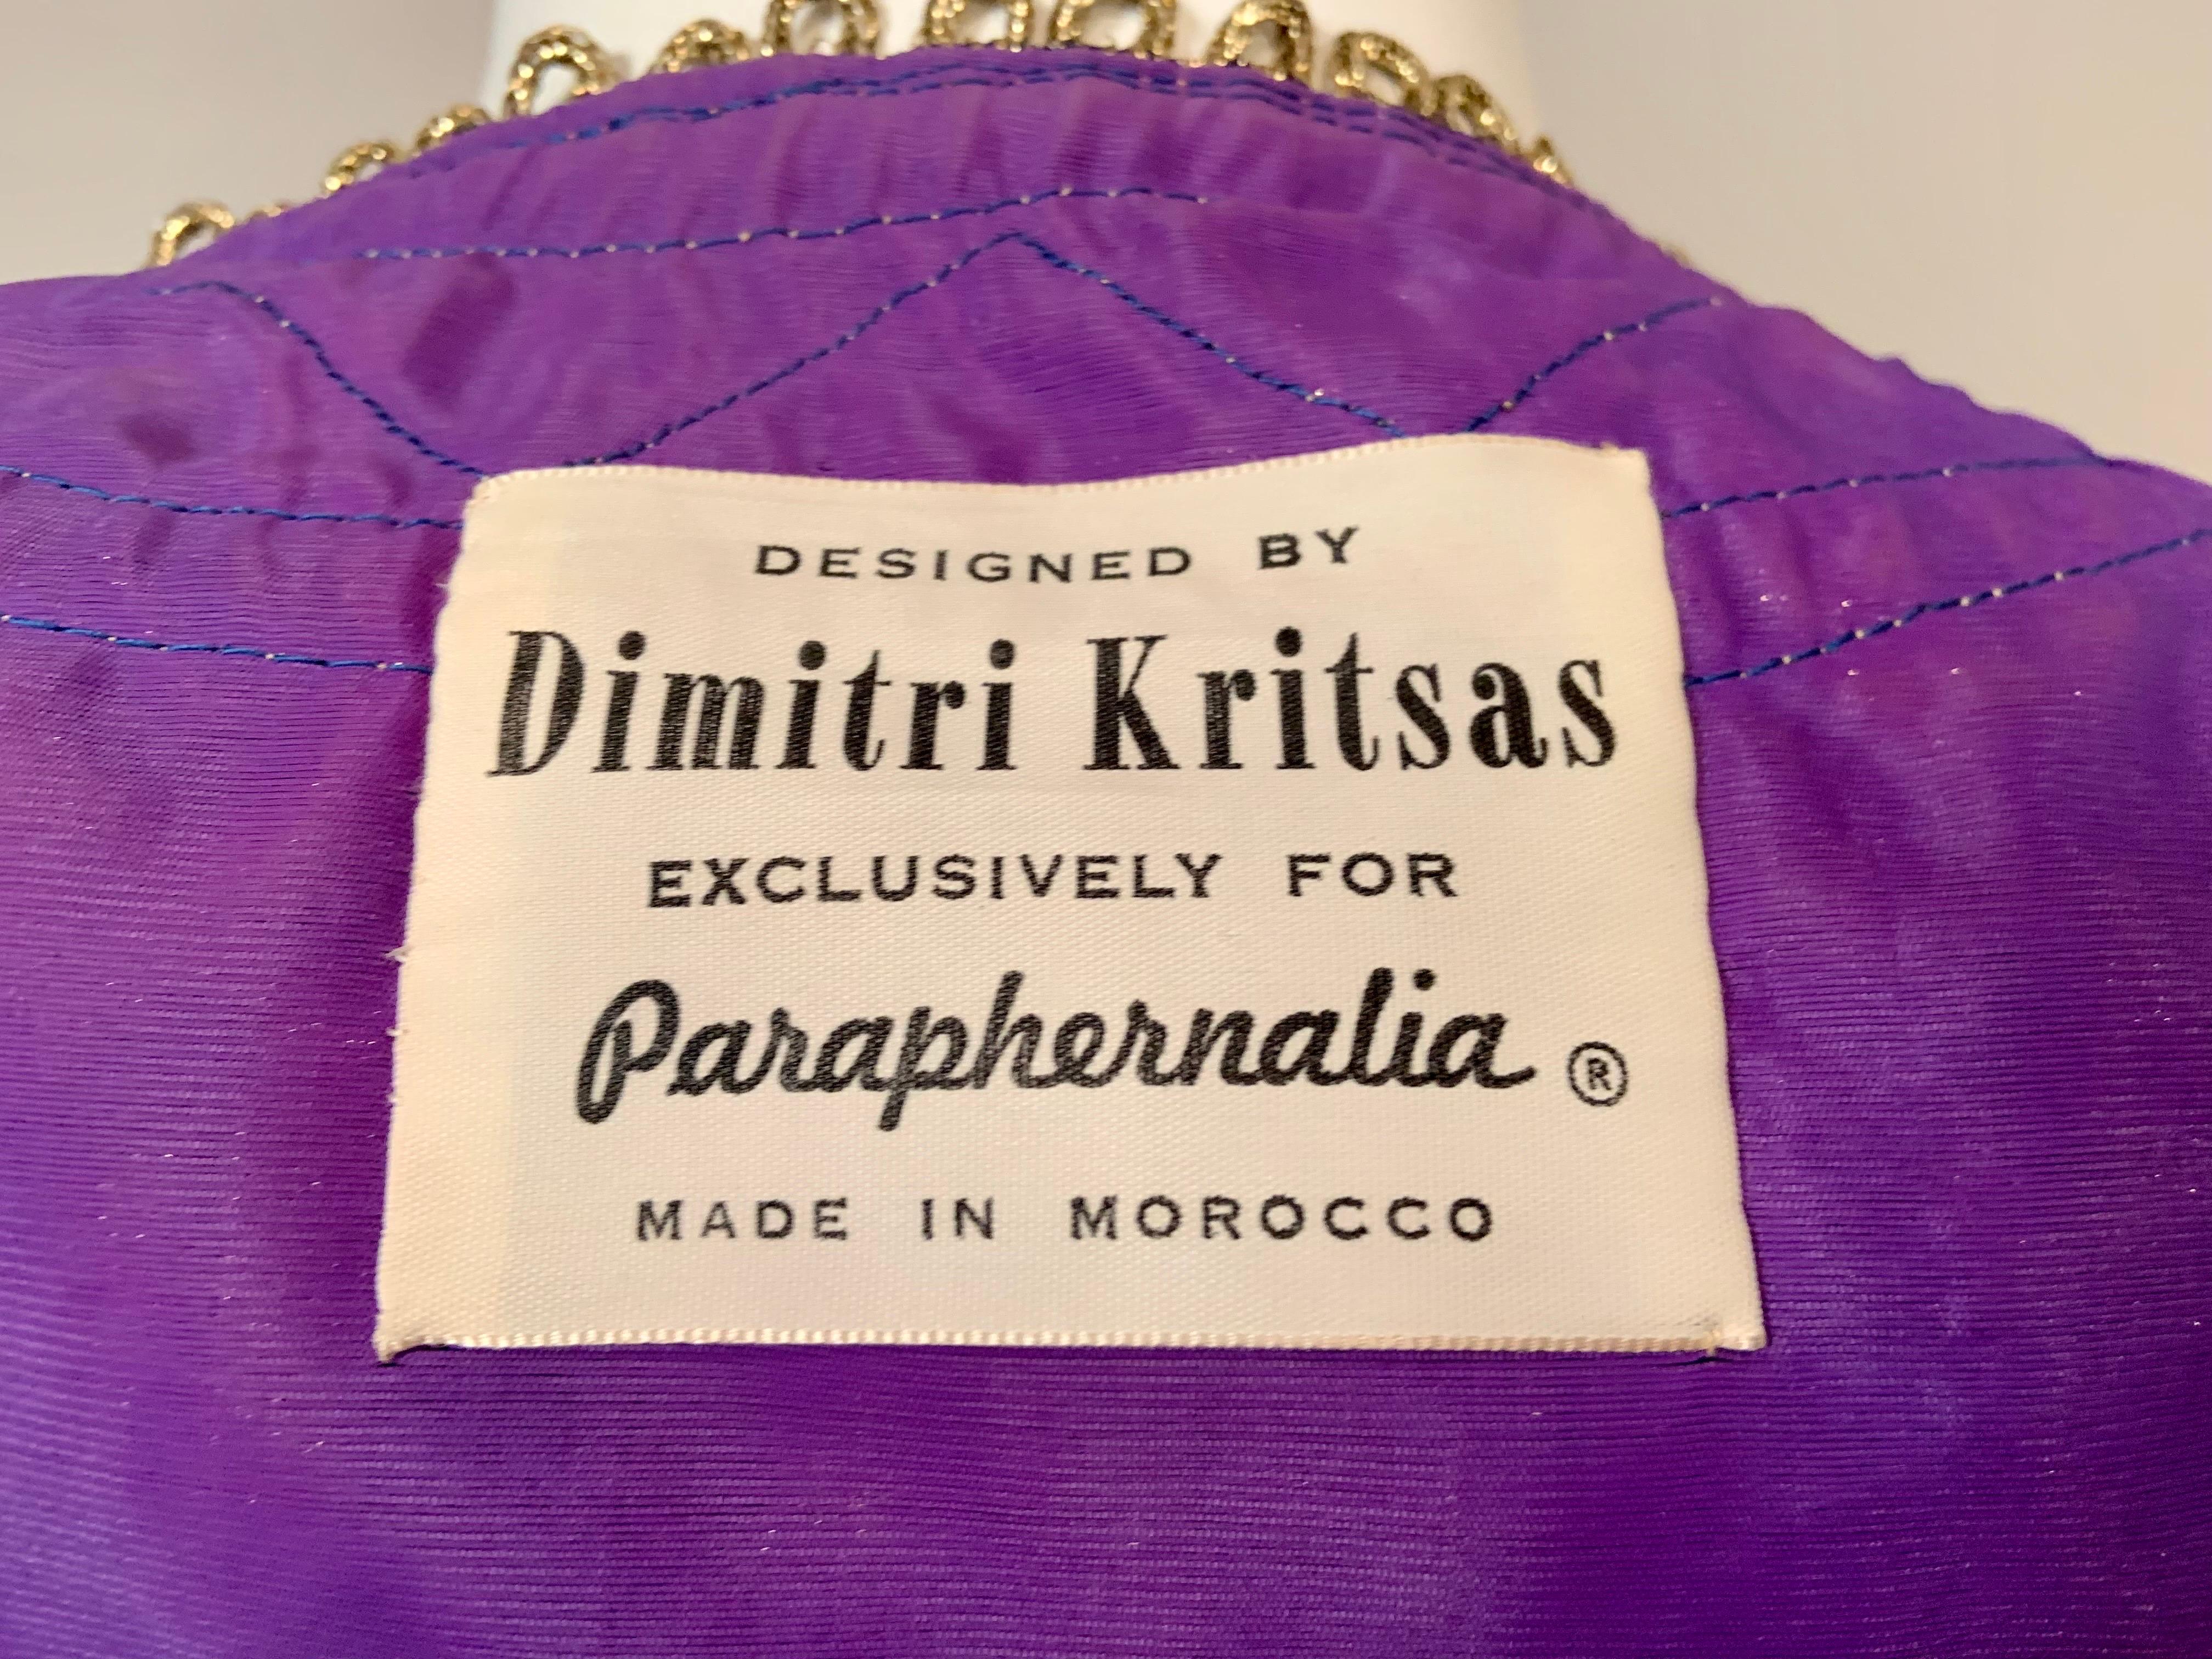 DESIGNED BY
Dimitri Kritsas
EXCLUSIVELY FOR
Paraphernalia ®
MADE IN MOROCCO